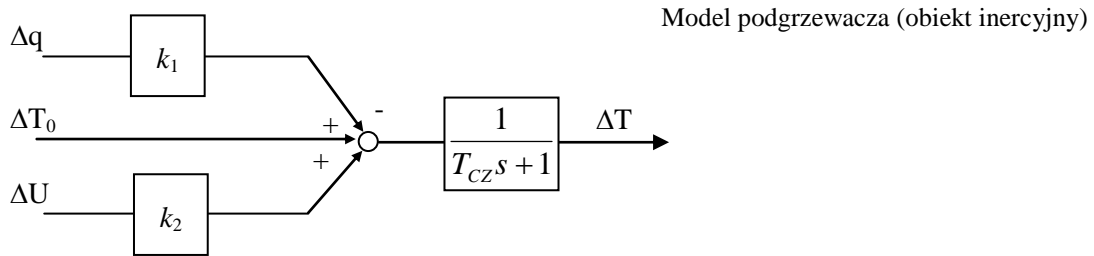 Model podgrzewacza (obiekt inercyjny)
Δq
k₁
-
ΔT₀
+
+
1
T_CZ s + 1
ΔT
ΔU
k₂